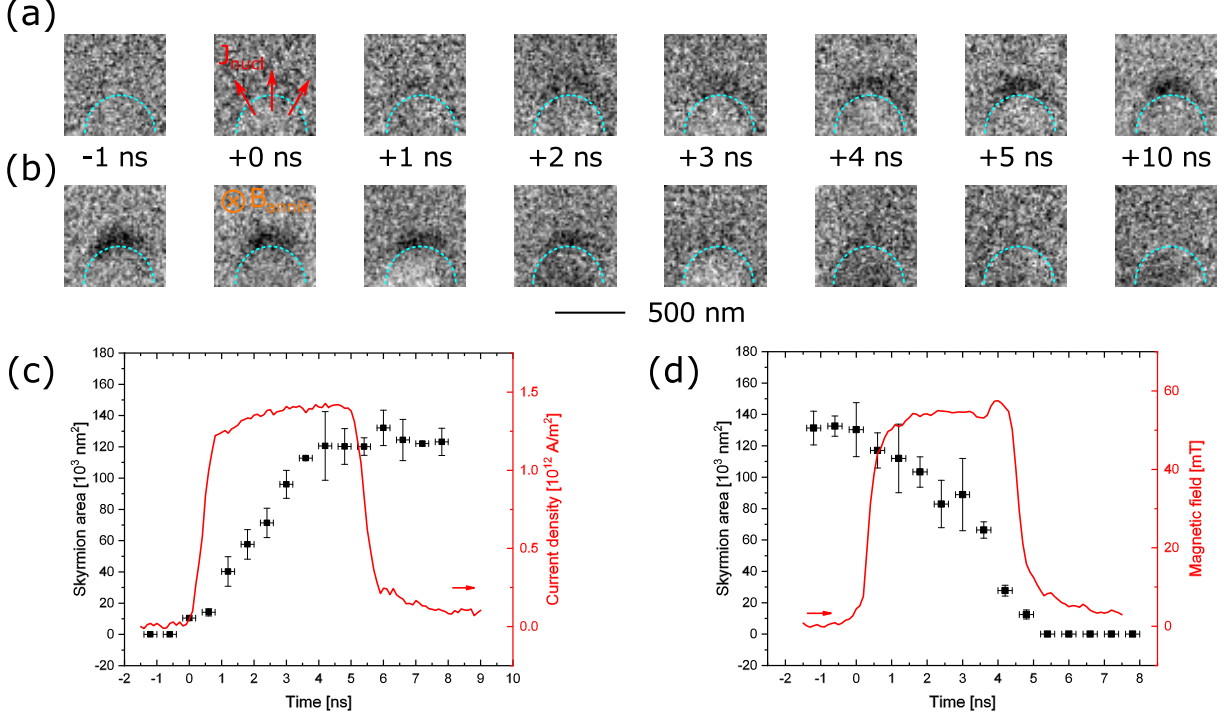 (a)
J_nucl
-1 ns +0 ns +1 ns +2 ns +3 ns +4 ns +5 ns +10 ns
(b)
⊗ B
500 nm
(c)
180
160
140
120
100
80
60
40
20
0
-20
Skyrmion area [10³ nm²]
-2 -1 0 1 2 3 4 5 6 7 8 9 10
Time [ns]
1.5
1.0
0.5
0.0
Current density [10¹² A/m²]
(d)
180
160
140
120
100
80
60
40
20
0
-20
Skyrmion area [10³ nm²]
-2 -1 0 1 2 3 4 5 6 7 8
Time [ns]
60
40
20
0
Magnetic field [mT]